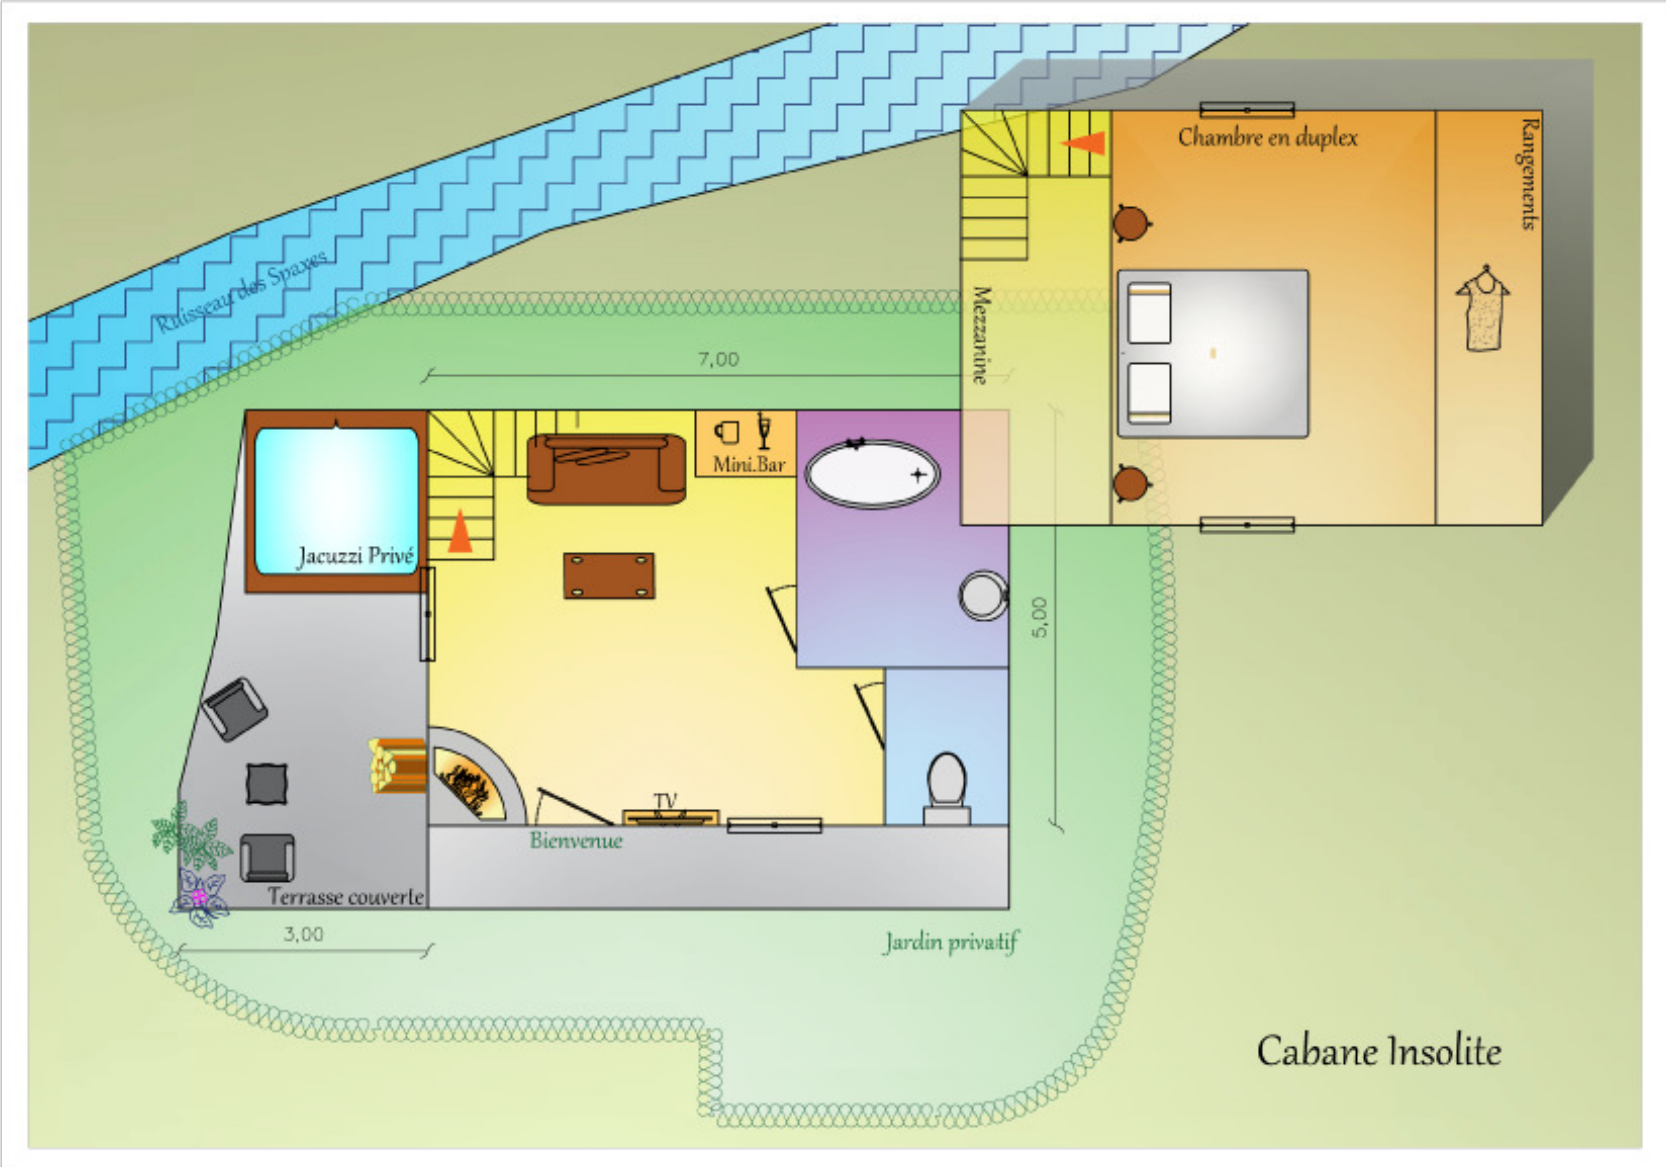 Chambre en duplex
Rangements
Ruisseau des Spaxes
Mezzanine
7,00
Mini.Bar
Jacuzzi Privé
5,00
TV
Bienvenue
Terrasse couverte
3,00
Jardin privatif
Cabane Insolite